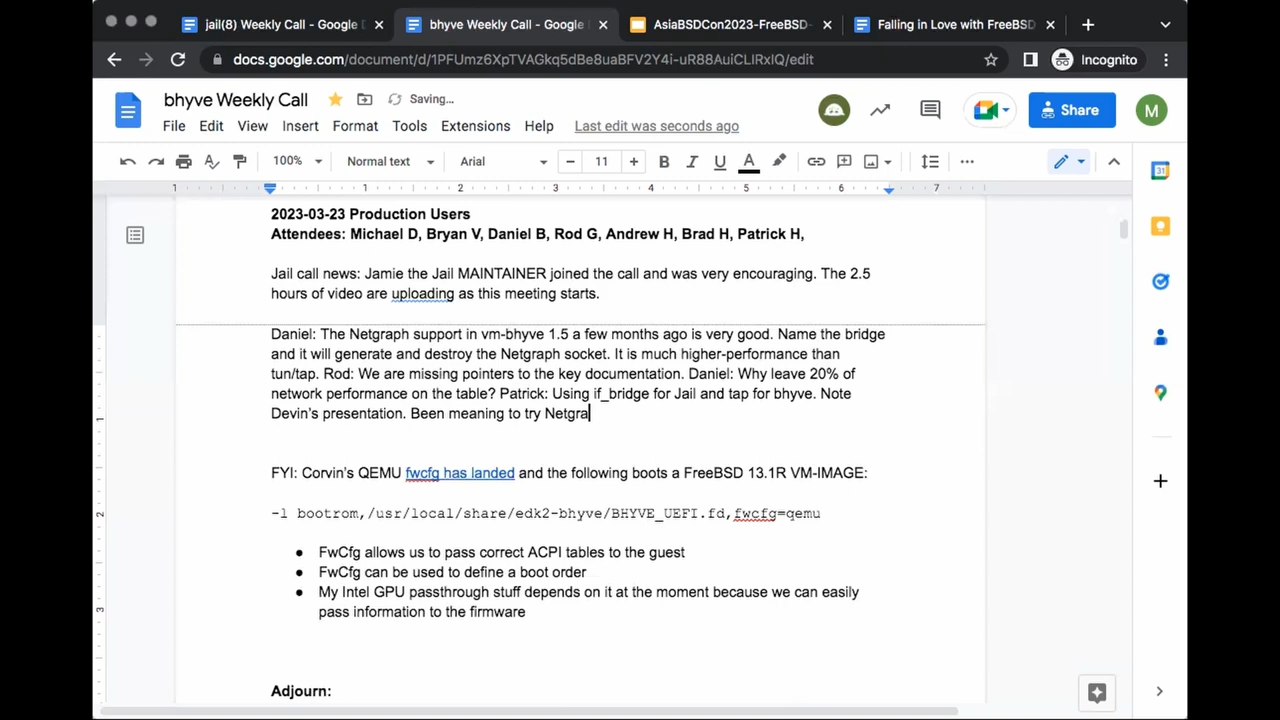 jail(8) Weekly Call - Google D
bhyve Weekly Call - Google
AsiaBSDCon2023-FreeBSD-
Falling in Love with FreeBSD
docs.google.com/document/d/1PFUmz6XpTVAGkq5dBe8uaBFV2Y4i-uR88AuiCLIRxIQ/edit
Incognito
bhyve Weekly Call
Saving...
Share
M
File Edit View Insert Format Tools Extensions Help Last edit was seconds ago
100% Normal text Arial 11 B I U A
1 1 2 3 4 5 6 7
2023-03-23 Production Users
Attendees: Michael D, Bryan V, Daniel B, Rod G, Andrew H, Brad H, Patrick H,
Jail call news: Jamie the Jail MAINTAINER joined the call and was very encouraging. The 2.5
hours of video are uploading as this meeting starts.
Daniel: The Netgraph support in vm-bhyve 1.5 a few months ago is very good. Name the bridge
and it will generate and destroy the Netgraph socket. It is much higher-performance than
tun/tap. Rod: We are missing pointers to the key documentation. Daniel: Why leave 20% of
network performance on the table? Patrick: Using if_bridge for Jail and tap for bhyve. Note
Devin's presentation. Been meaning to try Netgra
FYI: Corvin's QEMU fwcfg has landed and the following boots a FreeBSD 13.1R VM-IMAGE:
-l bootrom,/usr/local/share/edk2-bhyve/BHYVE_UEFI.fd,fwcfg=qemu
● FwCfg allows us to pass correct ACPI tables to the guest
● FwCfg can be used to define a boot order
● My Intel GPU passthrough stuff depends on it at the moment because we can easily
pass information to the firmware
Adjourn:
1
2
3
31